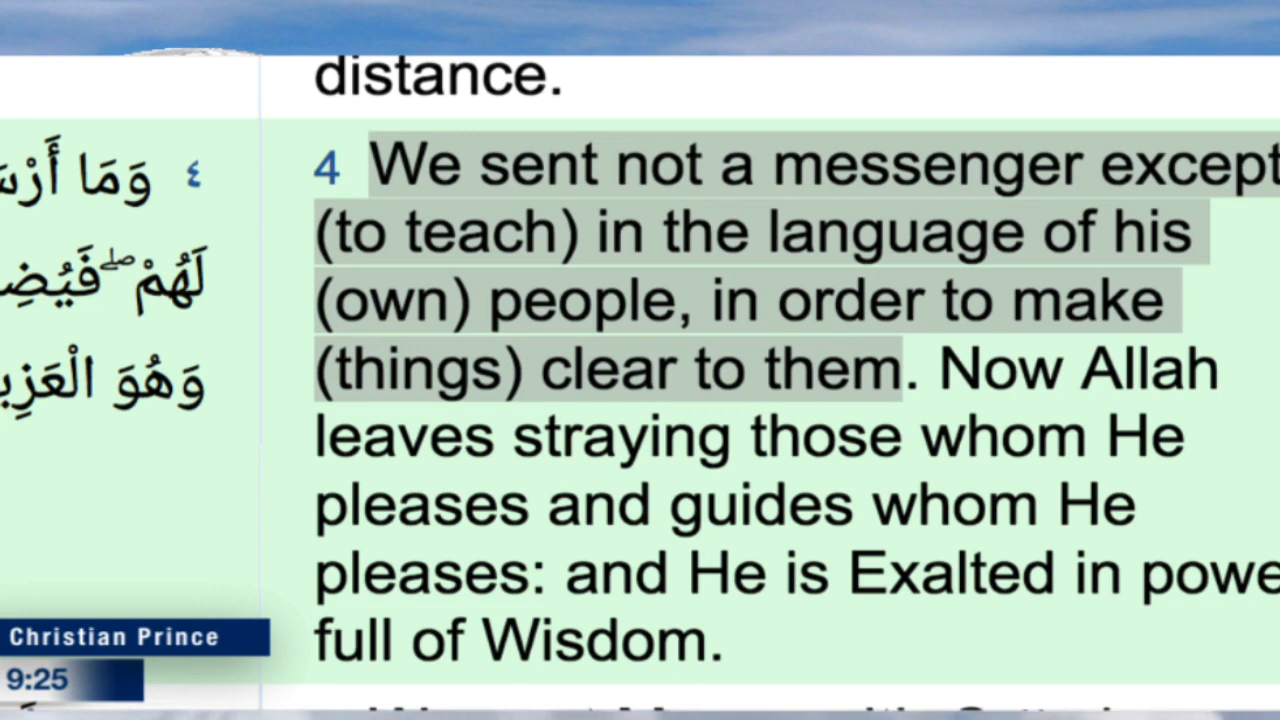 distance.
٤ وَمَا
4 We sent not a messenger except
(to teach) in the language of his
لَهُمْ ۖ
(own) people, in order to make
وَهُوَ
(things) clear to them. Now Allah
leaves straying those whom He
pleases and guides whom He
pleases: and He is Exalted in
full of Wisdom.
Christian Prince
9:25